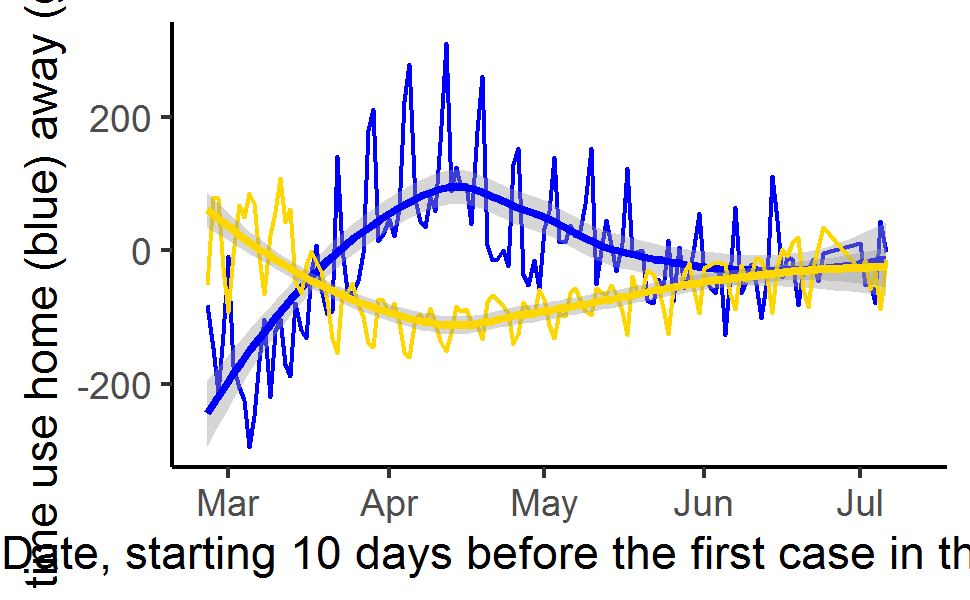 time use home (blue) away (
200
0
-200
Mar Apr May Jun Jul
Date, starting 10 days before the first case in th